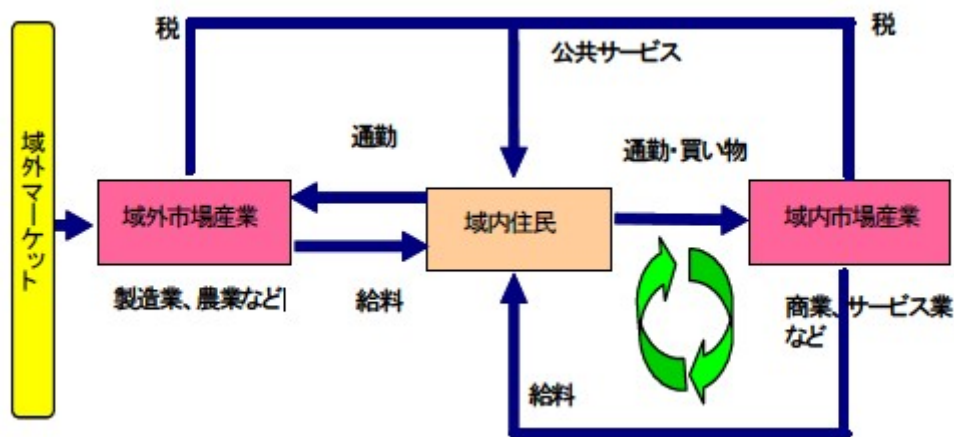 税
税
公共サービス
域外マーケット
通勤
通勤・買い物
域外市場産業
域内住民
域内市場産業
製造業、農業など
給料
商業、サービス業
など
給料